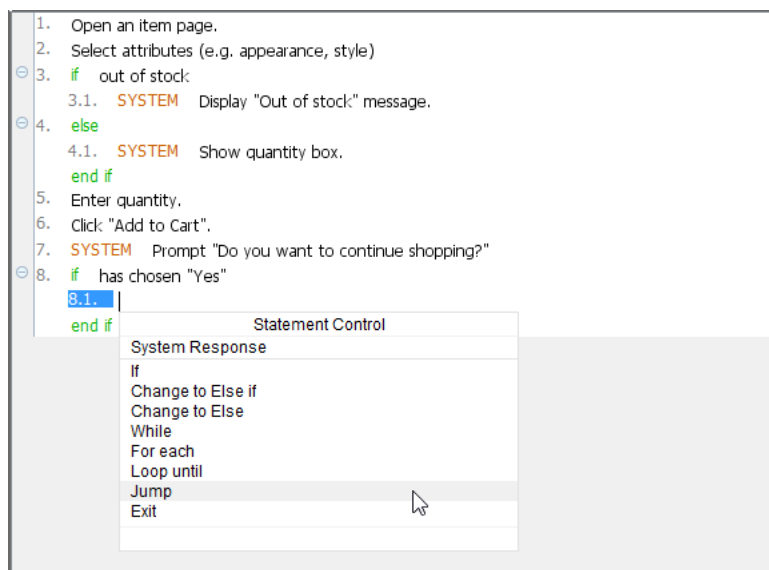 1. Open an item page.
2. Select attributes (e.g. appearance, style)
3. if out of stock
3.1. SYSTEM Display "Out of stock" message.
4. else
4.1. SYSTEM Show quantity box.
end if
5. Enter quantity.
6. Click "Add to Cart".
7. SYSTEM Prompt "Do you want to continue shopping?"
8. if has chosen "Yes"
8.1.
end if
Statement Control
System Response
If
Change to Else if
Change to Else
While
For each
Loop until
Jump
Exit